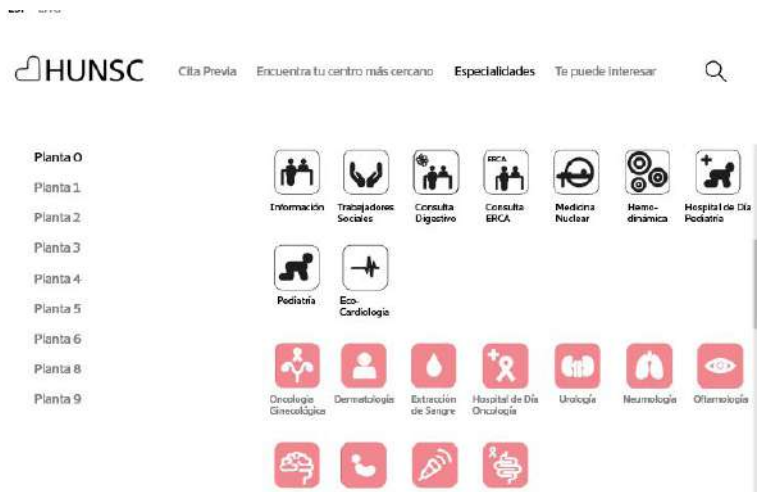 HUNSC
Cita Previa Encuentra tu centro más cercano Especialidades Te puede interesar
Planta 0
Planta 1
Planta 2
Planta 3
Planta 4
Planta 5
Planta 6
Planta 8
Planta 9
ERCA
Información
Trabajadores
Sociales
Consulta
Digestivo
Consulta
ERCA
Medicina
Nuclear
Hemo-
dinámica
Hospital de Día
Pediatría
Pediatría
Eco-
Cardiología
Oncología
Ginecológica
Dermatología
Extracción
de Sangre
Hospital de Día
Oncología
Urología
Neumología
Oftamología